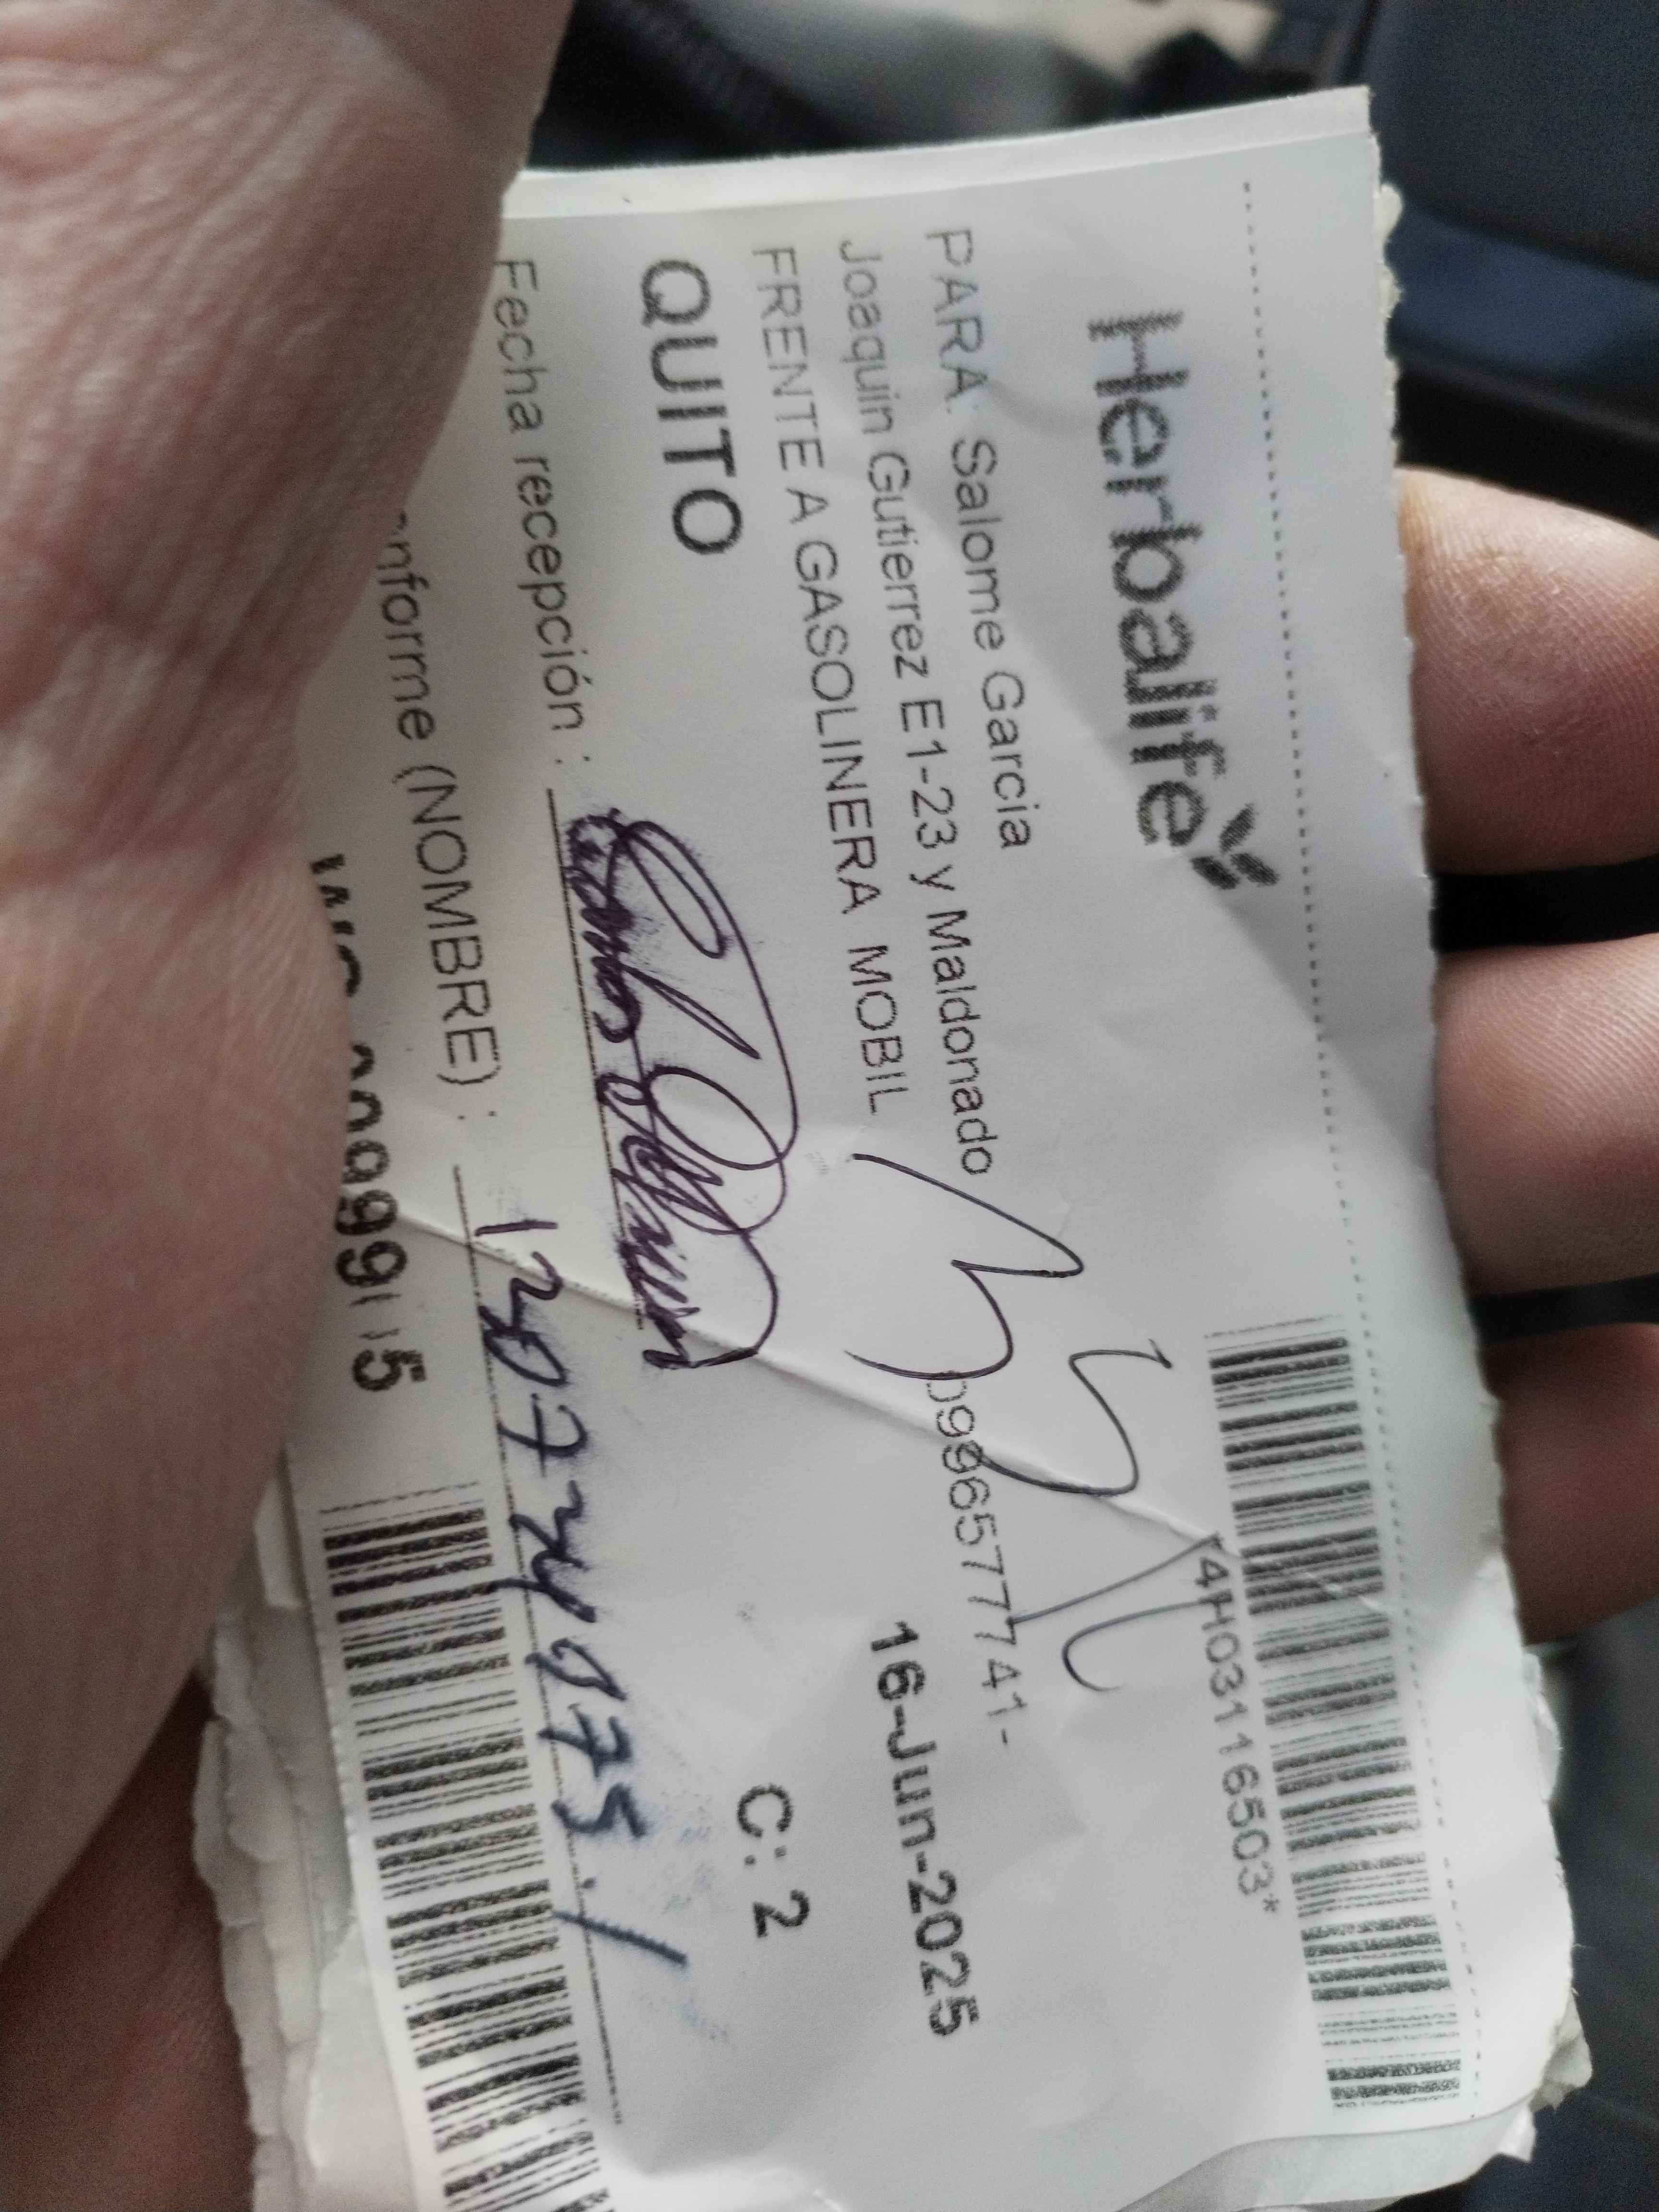 Herbalife
*4H03116503*
PARA: Salome Garcia
0996577741-
Joaquin Gutierrez E1-23 y Maldonado
16-Jun-2025
FRENTE A GASOLINERA MOBIL
QUITO
C: 2
Fecha recepción :
(NOMBRE) :